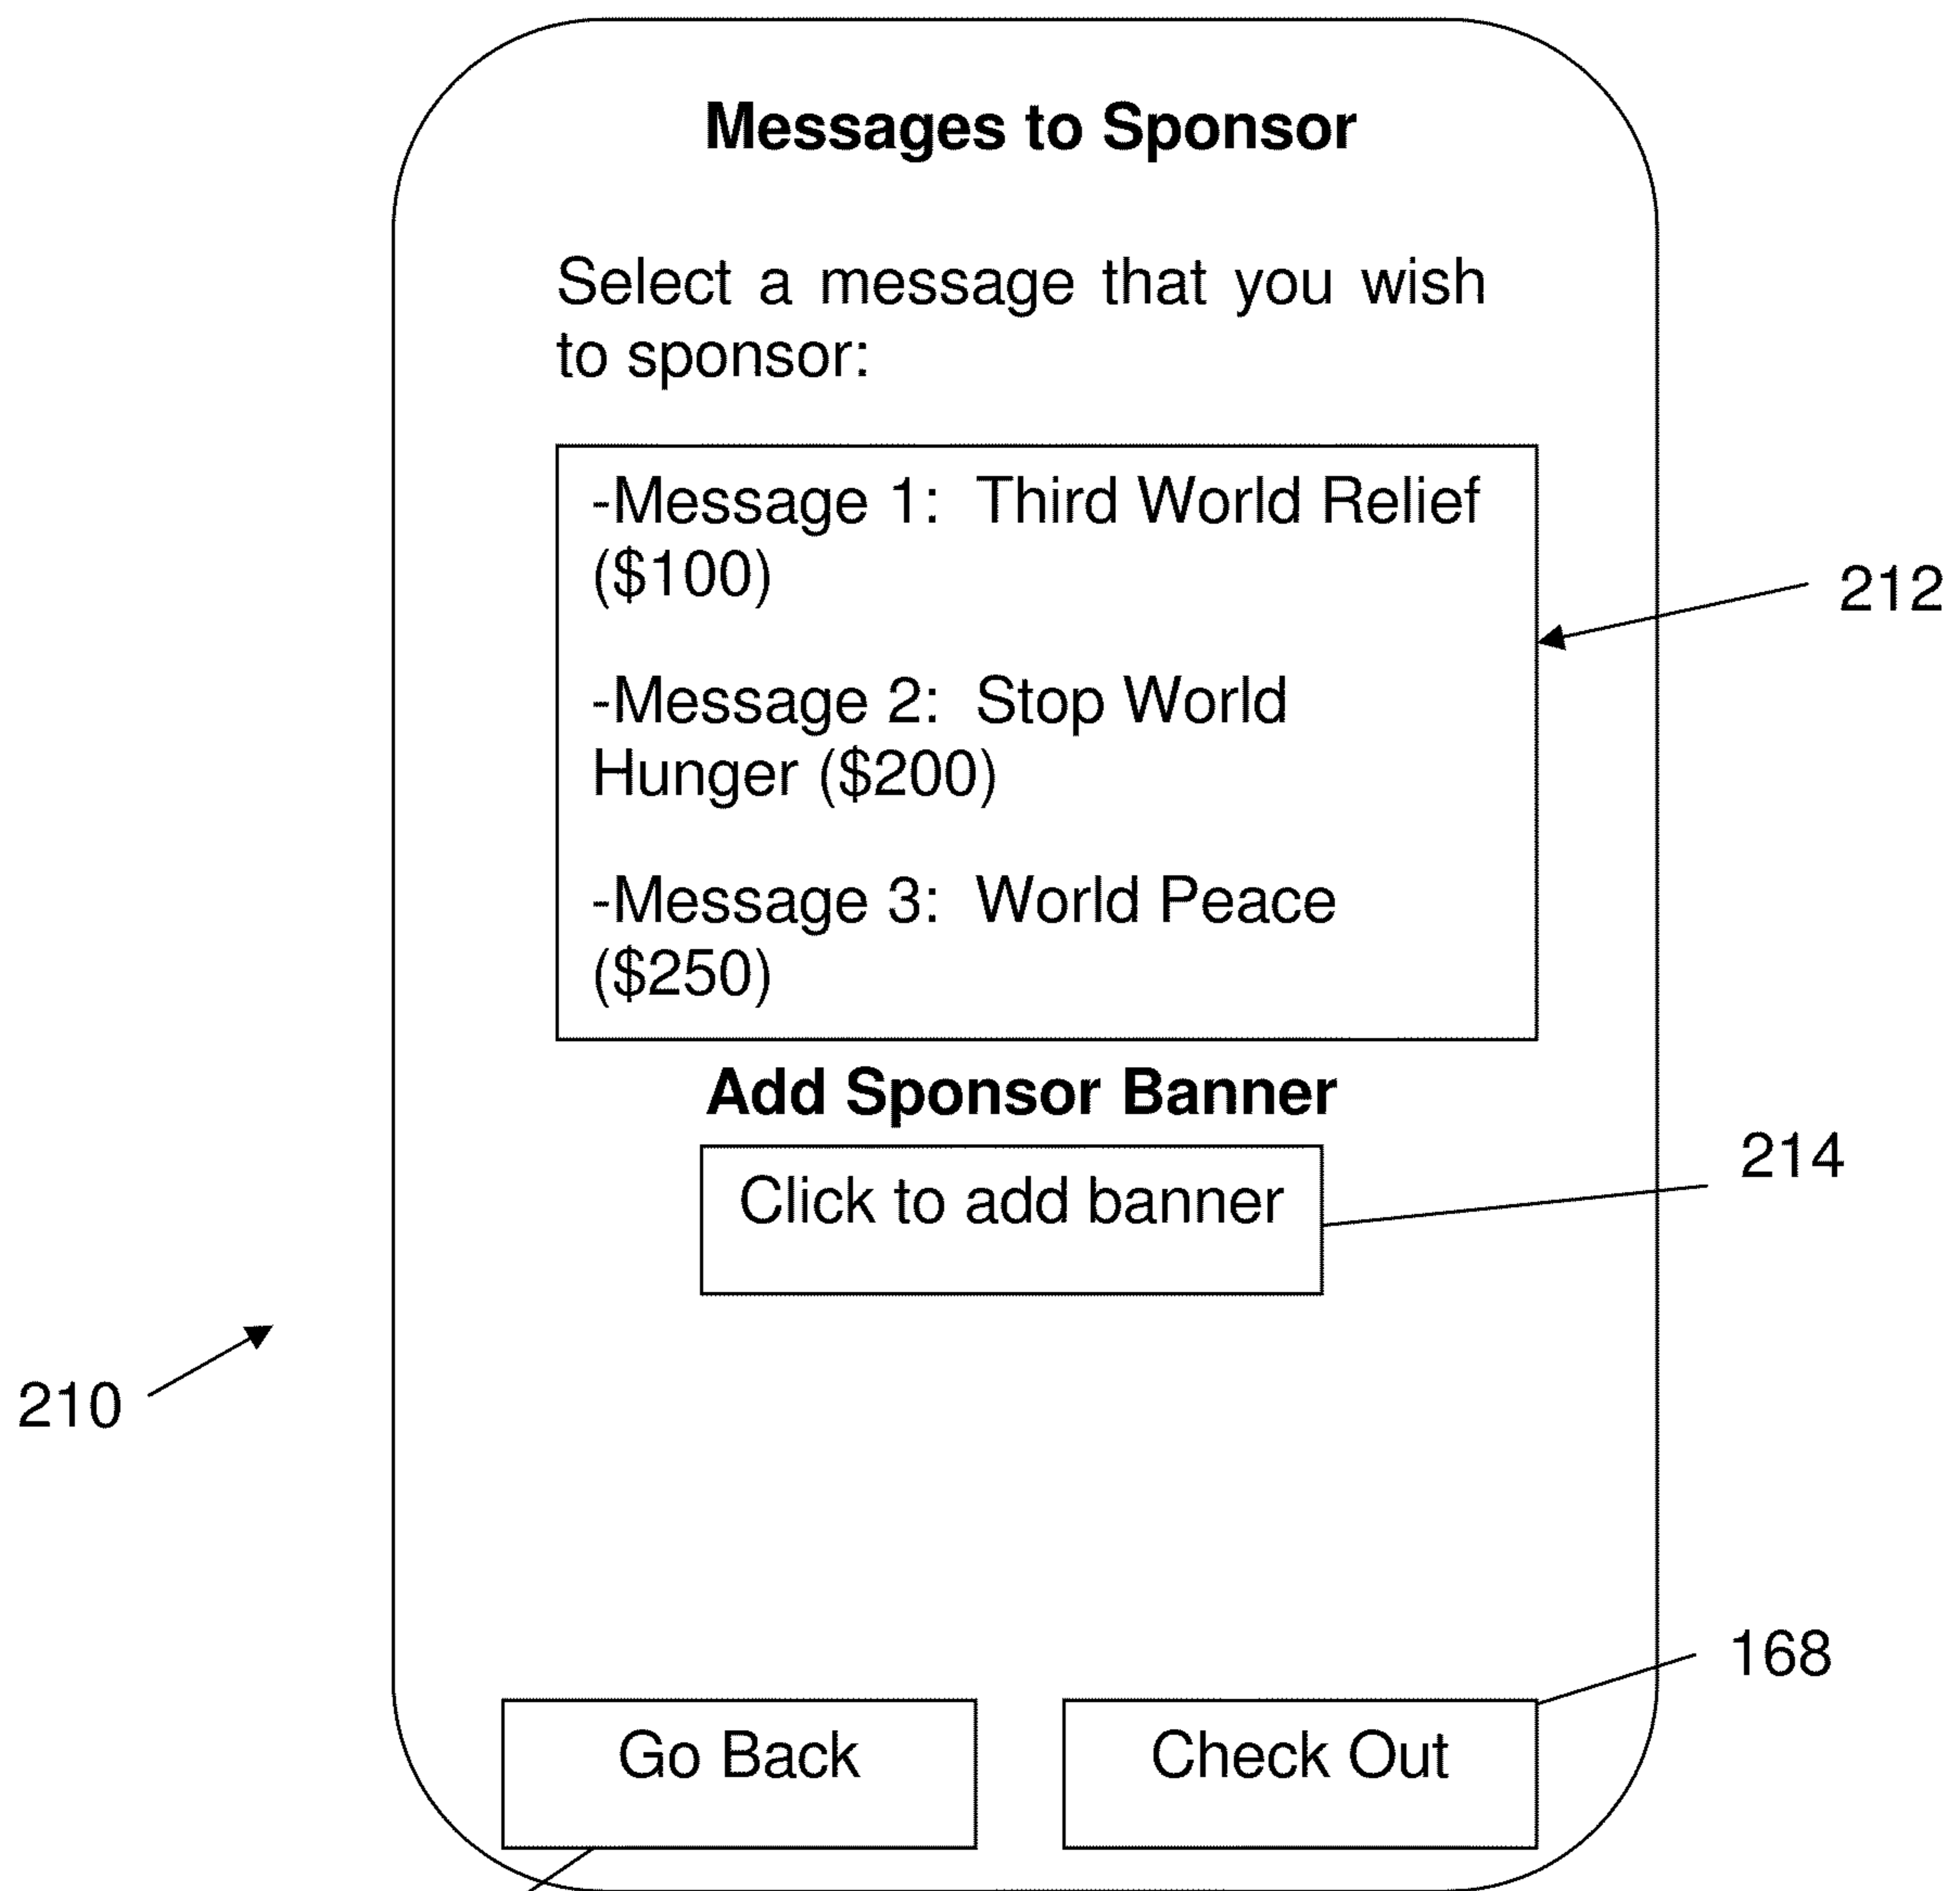 Messages to Sponsor
Select a message that you wish
to sponsor:
-Message 1: Third World Relief
($100)
212
-Message 2: Stop World
Hunger ($200)
-Message 3: World Peace
($250)
Add Sponsor Banner
214
Click to add banner
210
168
Go Back
Check Out